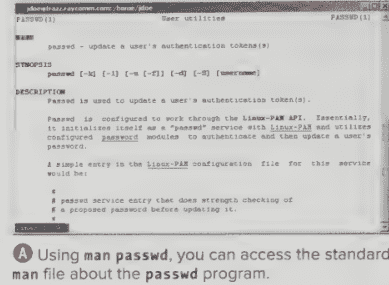 PASSWD(1) User utilities PASSWD(1)
NAME
passwd - update a user's authentication tokens(s)
SYNOPSIS
passwd [-k] [-l] [-u [-f]] [-d] [-S] [username]
DESCRIPTION
Passwd is used to update a user's authentication token(s).
Passwd is configured to work through the Linux-PAM API. Essentially,
it initializes itself as a "passwd" service with Linux-PAM and utilizes
configured password modules to authenticate and then update a user's
password.
A simple entry in the Linux-PAM configuration file for this service
would be:
#
# passwd service entry that does strength checking of
# a proposed password before updating it.
#
A Using man passwd, you can access the standard
man file about the passwd program.